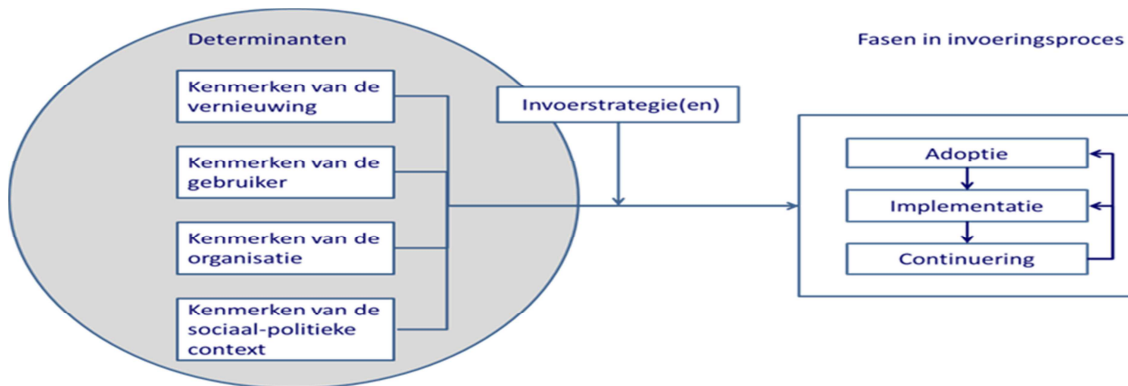 Determinanten
Fasen in invoeringsproces
Kenmerken van de
vernieuwing
Invoerstrategie(en)
Kenmerken van de
gebruiker
Adoptie
Implementatie
Kenmerken van de
organisatie
Continuering
Kenmerken van de
sociaal-politieke
context